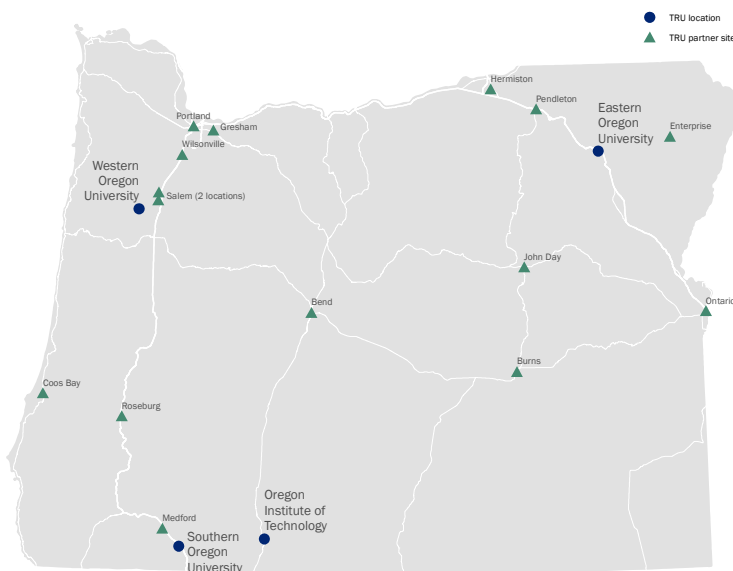 TRU location
TRU partner site
Hermiston
Pendleton
Eastern
Oregon
University
Enterprise
Portland
Gresham
Wilsonville
Western
Oregon
University
Salem (2 locations)
John Day
Bend
Ontario
Burns
Coos Bay
Roseburg
Oregon
Institute of
Technology
Medford
Southern
Oregon
University